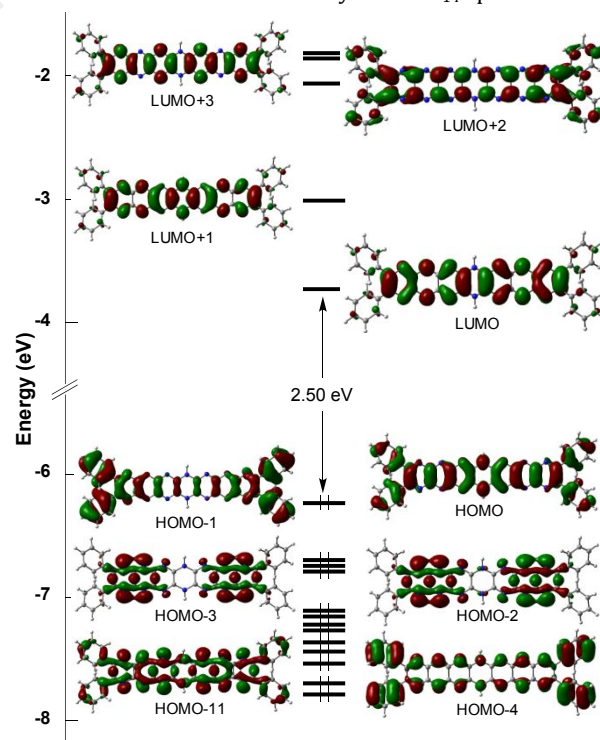 -2
LUMO+3
LUMO+2
-3
LUMO+1
LUMO
-4
Energy (eV)
2.50 eV
-6
HOMO-1
HOMO
HOMO-3
HOMO-2
-7
HOMO-11
HOMO-4
-8